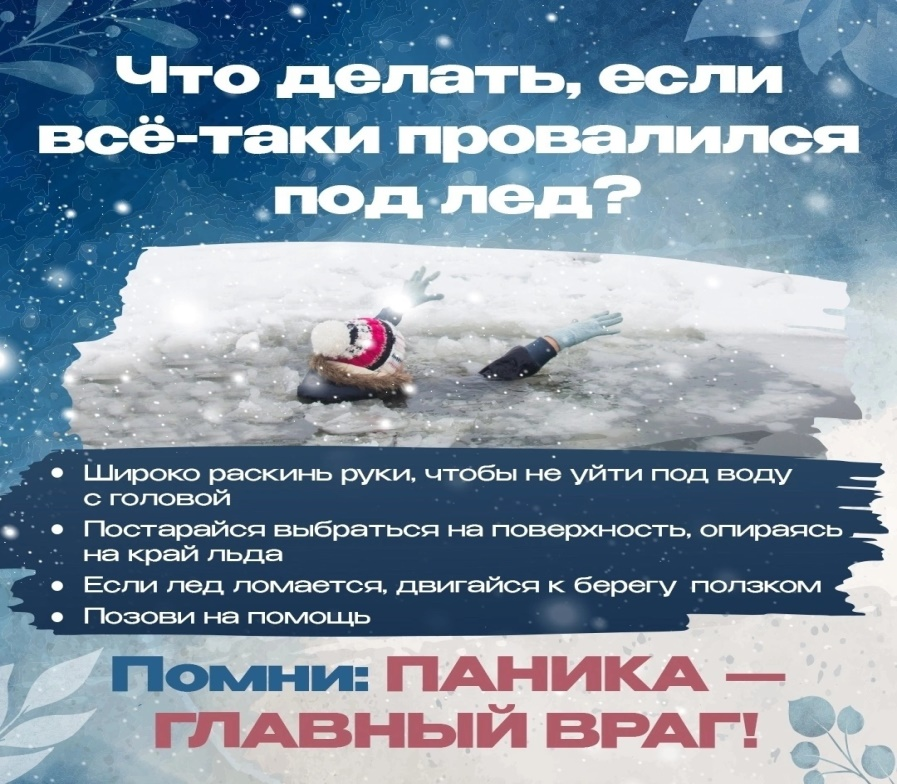 Что делать, если
всё-таки провалился
под лед?
• Широко раскинь руки, чтобы не уйти под воду
с головой
• Постарайся выбраться на поверхность, опираясь
на край льда
• Если лед ломается, двигайся к берегу ползком
• Позови на помощь
Помни: ПАНИКА —
ГЛАВНЫЙ ВРАГ!